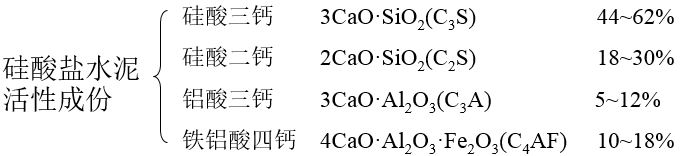 硅酸盐水泥
活性成份
硅酸三钙 3CaO·SiO₂(C₃S) 44~62%
硅酸二钙 2CaO·SiO₂(C₂S) 18~30%
铝酸三钙 3CaO·Al₂O₃(C₃A) 5~12%
铁铝酸四钙 4CaO·Al₂O₃·Fe₂O₃(C₄AF) 10~18%